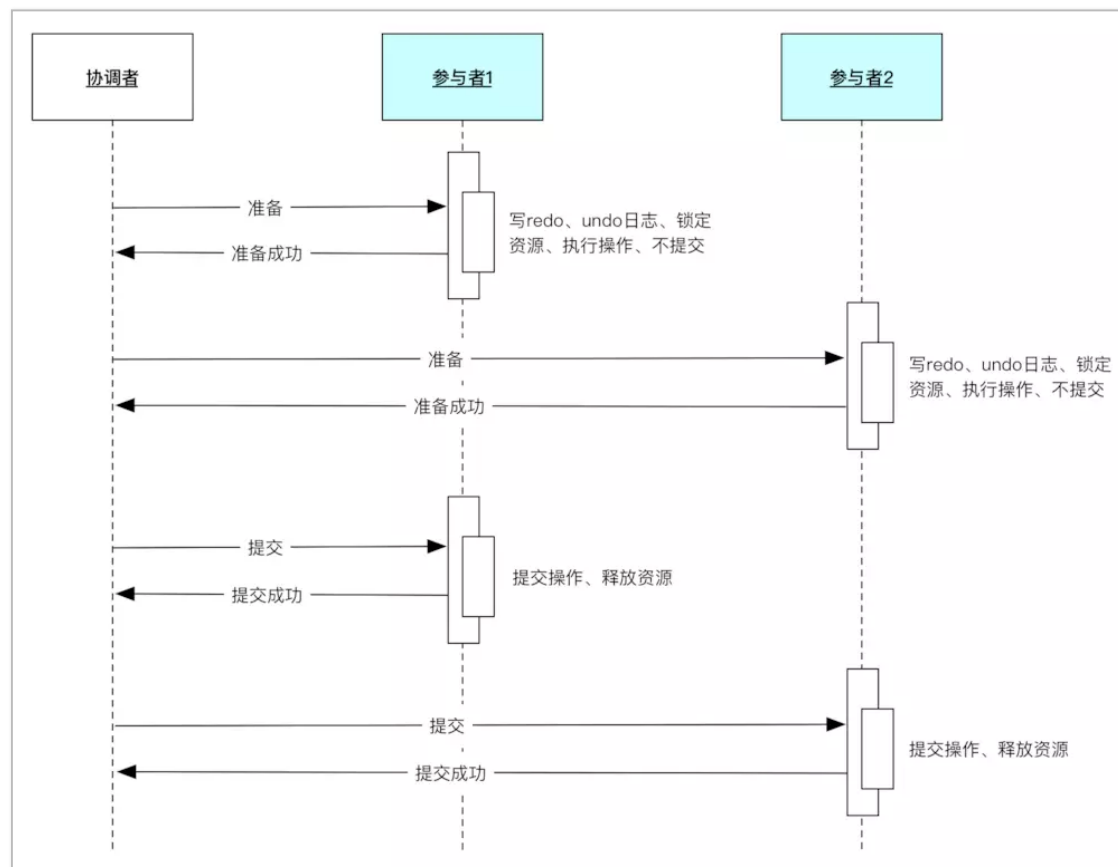 协调者
参与者1
参与者2
准备
写redo、undo日志、锁定
资源、执行操作、不提交
准备成功
准备
写redo、undo日志、锁定
资源、执行操作、不提交
准备成功
提交
提交操作、释放资源
提交成功
提交
提交操作、释放资源
提交成功